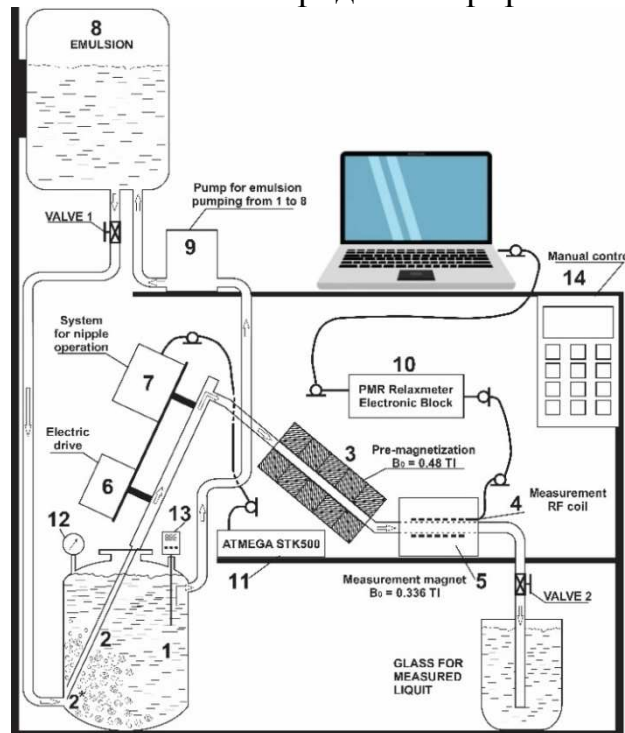 8
EMULSION
VALVE 1
Pump for emulsion
pumping from 1 to 8
9
System
for nipple
operation
7
Electric
drive
6
12
13
2
2*
1
ATMEGA STK500
11
10
PMR Relaxmeter
Electronic Block
Manual contro
14
3
Pre-magnetization
B₀ = 0.48 Tl
4
Measurement
RF coil
5
Measurement magnet
B₀ = 0.336 Tl
VALVE 2
GLASS FOR
MEASURED
LIQUIT